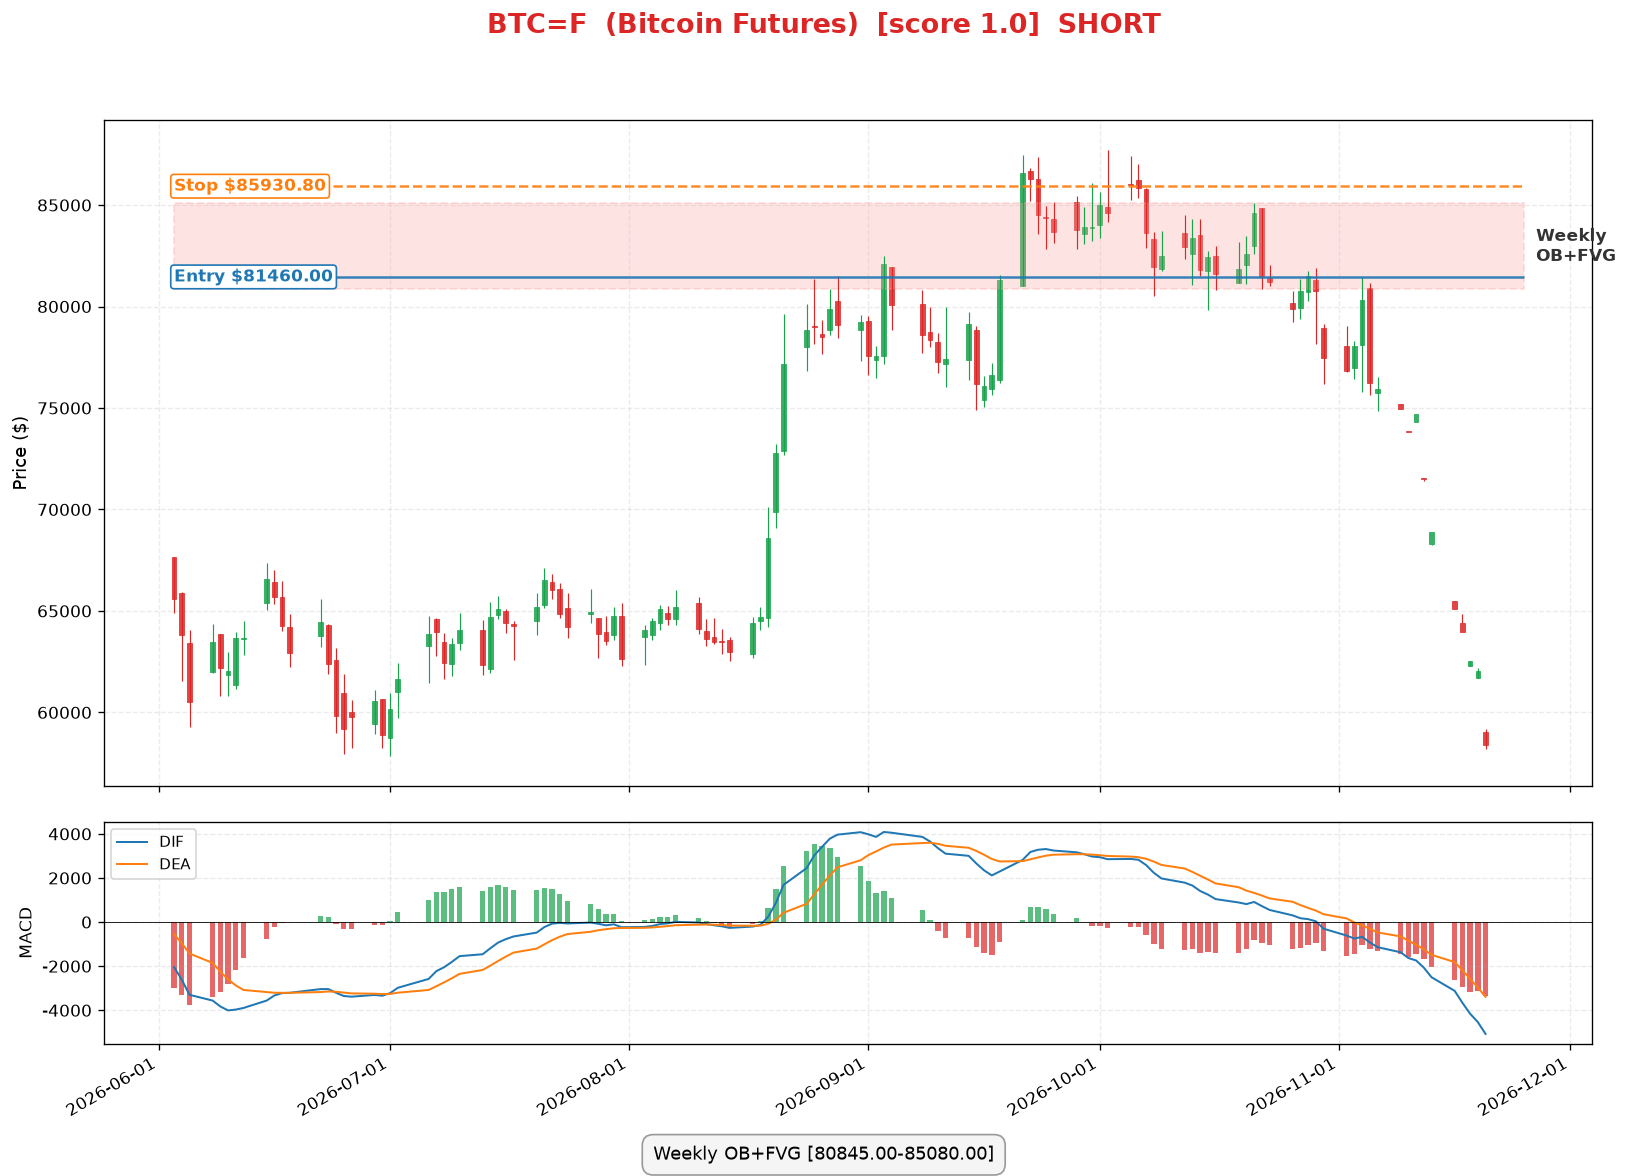 BTC=F  (Bitcoin Futures)  [score 1.0]  SHORT
Price ($)
85000
80000
75000
70000
65000
60000
Stop $85930.80
Entry $81460.00
Weekly
OB+FVG
MACD
4000
2000
0
-2000
-4000
DIF
DEA
2026-06-01
2026-07-01
2026-08-01
2026-09-01
2026-10-01
2026-11-01
2026-12-01
Weekly OB+FVG [80845.00-85080.00]